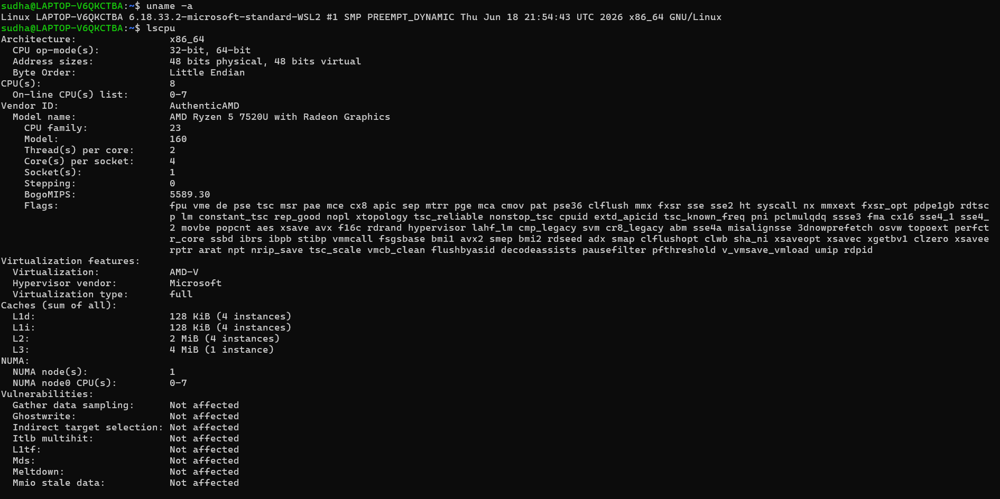 sudha@LAPTOP-V6QKCTBA:~$ uname -a
Linux LAPTOP-V6QKCTBA 6.18.33.2-microsoft-standard-WSL2 #1 SMP PREEMPT_DYNAMIC Thu Jun 18 21:54:43 UTC 2026 x86_64 GNU/Linux
sudha@LAPTOP-V6QKCTBA:~$ lscpu
Architecture: x86_64
CPU op-mode(s): 32-bit, 64-bit
Address sizes: 48 bits physical, 48 bits virtual
Byte Order: Little Endian
CPU(s): 8
On-line CPU(s) list: 0-7
Vendor ID: AuthenticAMD
Model name: AMD Ryzen 5 7520U with Radeon Graphics
CPU family: 23
Model: 160
Thread(s) per core: 2
Core(s) per socket: 4
Socket(s): 1
Stepping: 0
BogoMIPS: 5589.30
Flags: fpu vme de pse tsc msr pae mce cx8 apic sep mtrr pge mca cmov pat pse36 clflush mmx fxsr sse sse2 ht syscall nx mmxext fxsr_opt pdpe1gb rdtsc
p lm constant_tsc rep_good nopl xtopology tsc_reliable nonstop_tsc cpuid extd_apicid tsc_known_freq pni pclmulqdq ssse3 fma cx16 sse4_1 sse4_
2 movbe popcnt aes xsave avx f16c rdrand hypervisor lahf_lm cmp_legacy svm cr8_legacy abm sse4a misalignsse 3dnowprefetch osvw topoext perfct
r_core ssbd ibrs ibpb stibp vmmcall fsgsbase bmi1 avx2 smep bmi2 rdseed adx smap clflushopt clwb sha_ni xsaveopt xsavec xgetbv1 clzero xsavee
rptr arat npt nrip_save tsc_scale vmcb_clean flushbyasid decodeassists pausefilter pfthreshold v_vmsave_vmload umip rdpid
Virtualization features:
Virtualization: AMD-V
Hypervisor vendor: Microsoft
Virtualization type: full
Caches (sum of all):
L1d: 128 KiB (4 instances)
L1i: 128 KiB (4 instances)
L2: 2 MiB (4 instances)
L3: 4 MiB (1 instance)
NUMA:
NUMA node(s): 1
NUMA node0 CPU(s): 0-7
Vulnerabilities:
Gather data sampling: Not affected
Ghostwrite: Not affected
Indirect target selection: Not affected
Itlb multihit: Not affected
L1tf: Not affected
Mds: Not affected
Meltdown: Not affected
Mmio stale data: Not affected